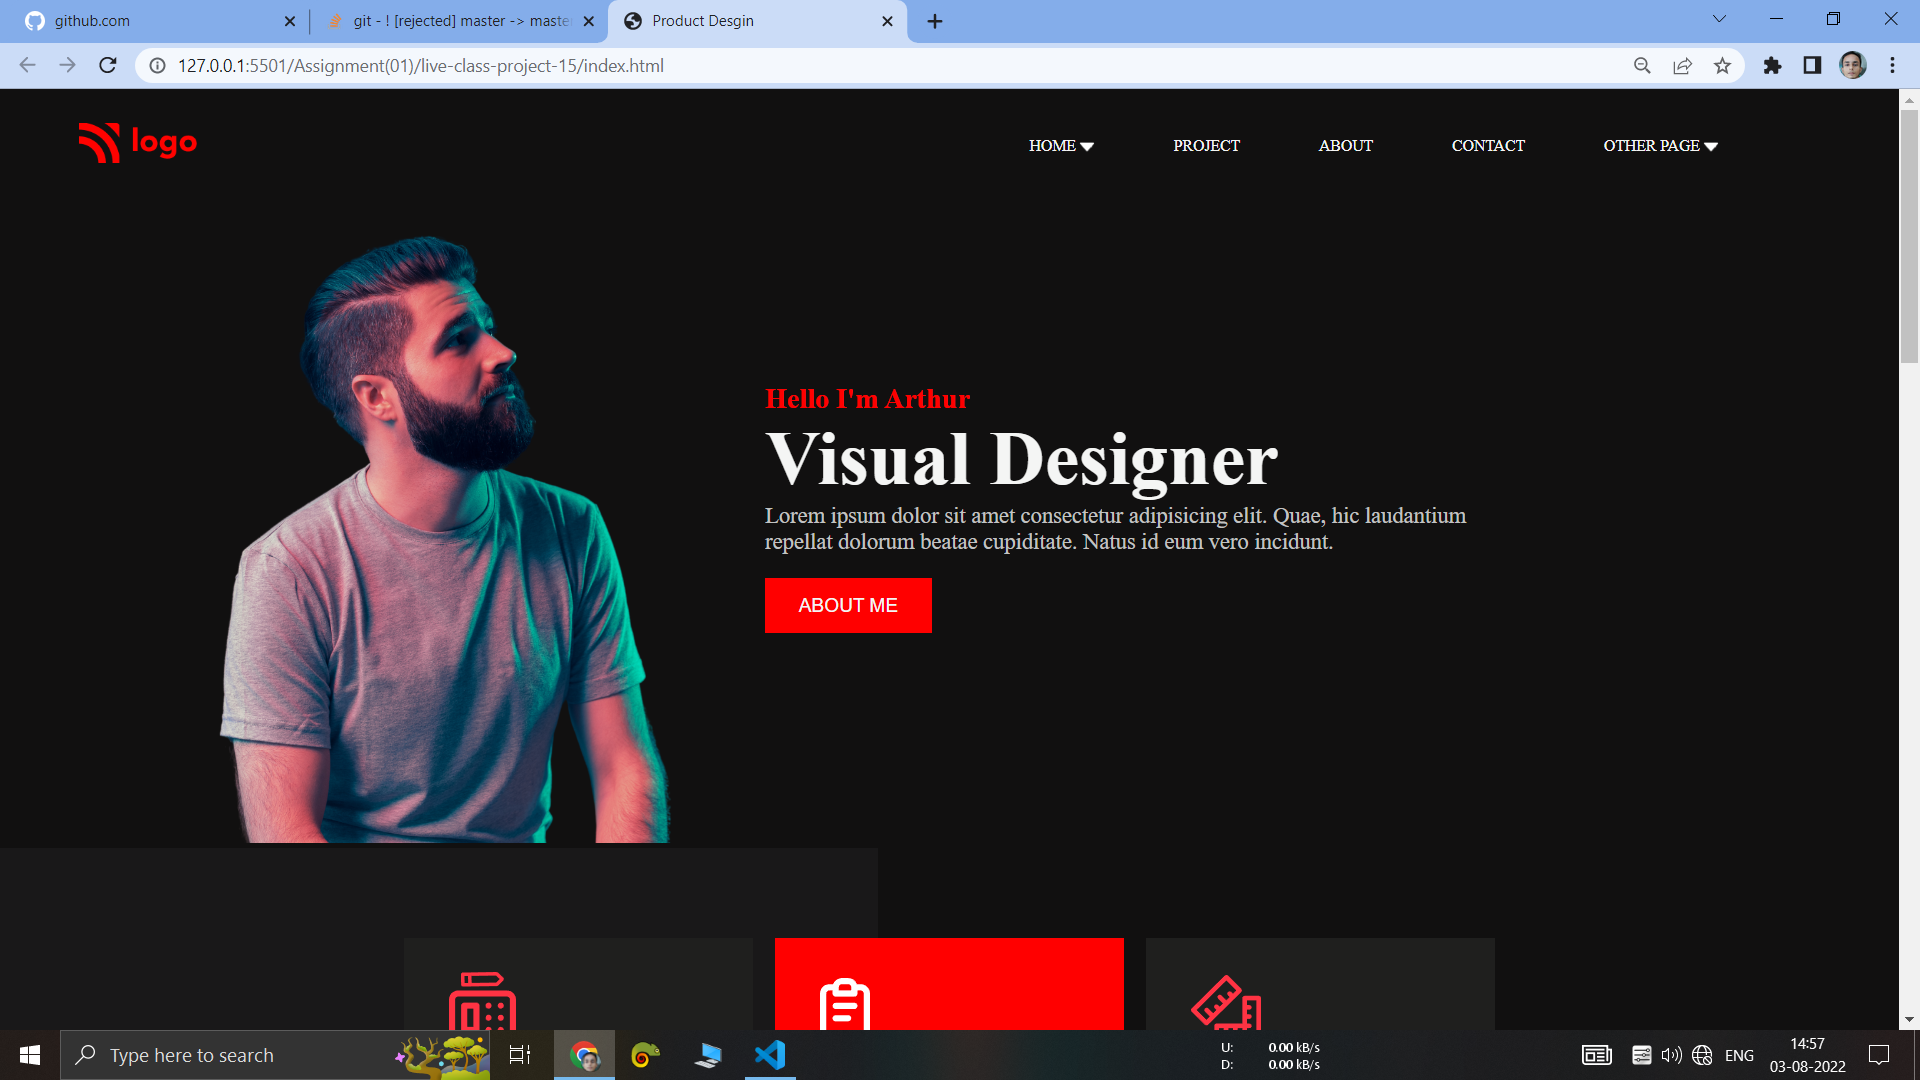 github.com
git - ! [rejected] master -> master
Product Desgin
127.0.0.1:5501/Assignment(01)/live-class-project-15/index.html
logo
HOME
PROJECT
ABOUT
CONTACT
OTHER PAGE
Hello I'm Arthur
Visual Designer
Lorem ipsum dolor sit amet consectetur adipisicing elit. Quae, hic laudantium
repellat dolorum beatae cupiditate. Natus id eum vero incidunt.
ABOUT ME
Type here to search
U: 0.00 kB/s
D: 0.00 kB/s
ENG
14:57
03-08-2022